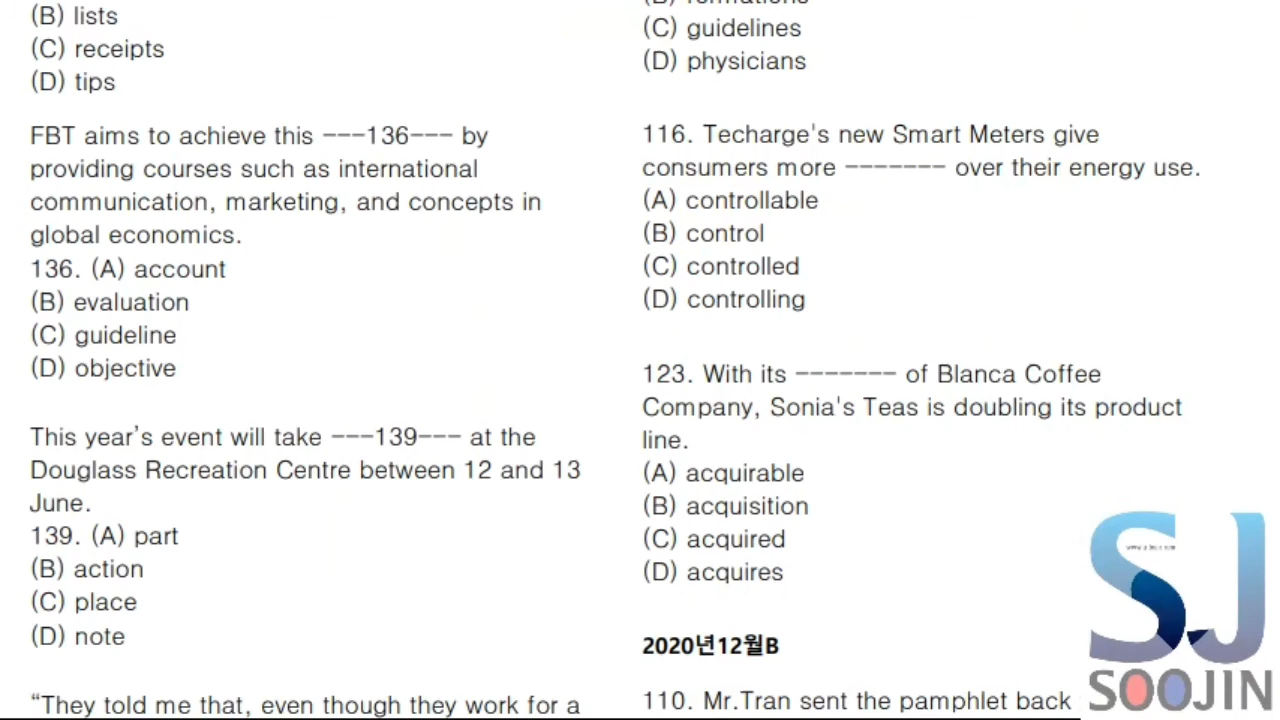 (B) lists
(C) receipts
(D) tips
FBT aims to achieve this ---136--- by
providing courses such as international
communication, marketing, and concepts in
global economics.
136. (A) account
(B) evaluation
(C) guideline
(D) objective
This year's event will take ---139--- at the
Douglass Recreation Centre between 12 and 13
June.
139. (A) part
(B) action
(C) place
(D) note
“They told me that, even though they work for a
(C) guidelines
(D) physicians
116. Techarge's new Smart Meters give
consumers more ------- over their energy use.
(A) controllable
(B) control
(C) controlled
(D) controlling
123. With its ------- of Blanca Coffee
Company, Sonia's Teas is doubling its product
line.
(A) acquirable
(B) acquisition
(C) acquired
(D) acquires
2020년12월B
110. Mr.Tran sent the pamphlet back
SJ
SOOJIN